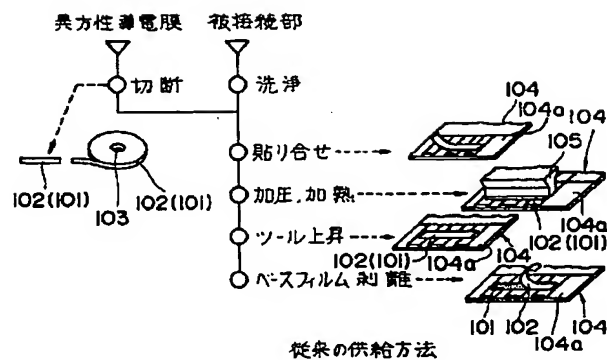 異方性導電膜 被接続部
切断 洗浄
104
104a
104
貼り合せ
105
102(101) 103 102(101)
加圧,加熱
104a
102(101)
ツール上昇
102(101) 104a 104
ベースフィルム剥離
101 102 104a 104
従来の供給方法